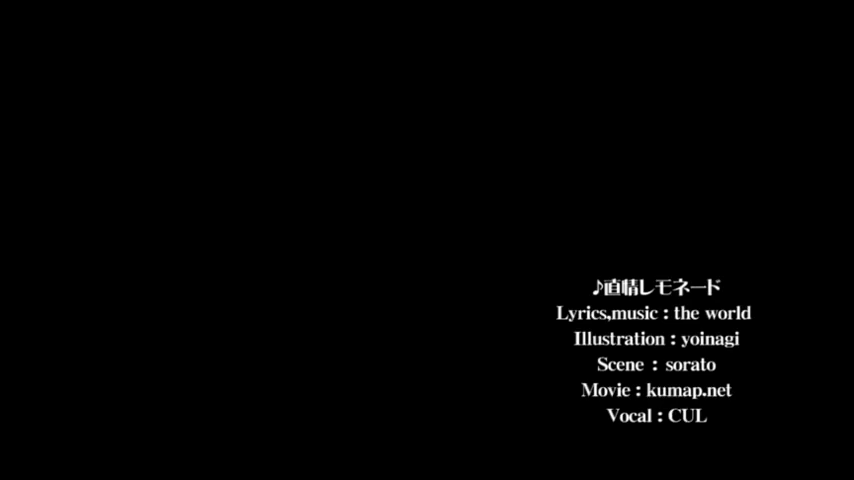 ♪直情レモネード
Lyrics,music : the world
Illustration : yoinagi
Scene : sorato
Movie : kumap.net
Vocal : CUL